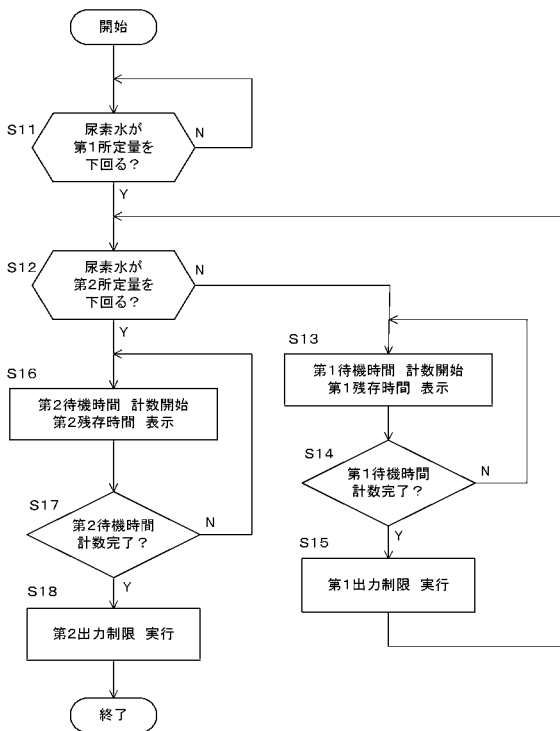 開始
S11
尿素水が
第1所定量を
下回る？
N
Y
S12
尿素水が
第2所定量を
下回る？
N
Y
S13
第1待機時間 計数開始
第1残存時間 表示
S14
第1待機時間
計数完了？
N
Y
S15
第1出力制限 実行
S16
第2待機時間 計数開始
第2残存時間 表示
S17
第2待機時間
計数完了？
N
Y
S18
第2出力制限 実行
終了